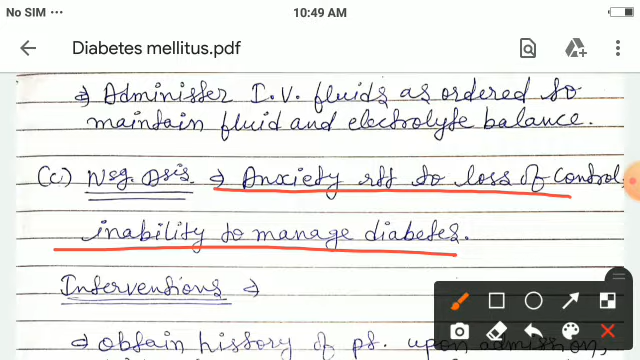 No SIM ···
10:49 AM
Diabetes mellitus.pdf
⇒ Administer I.V. fluids as ordered to
maintain fluid and electrolyte balance.
(C) Nsg. Dsis ⇒ Anxiety r/t to loss of control,
inability to manage diabetes.
Interventions ⇒
⇒ obtain history of pt. upon admission,